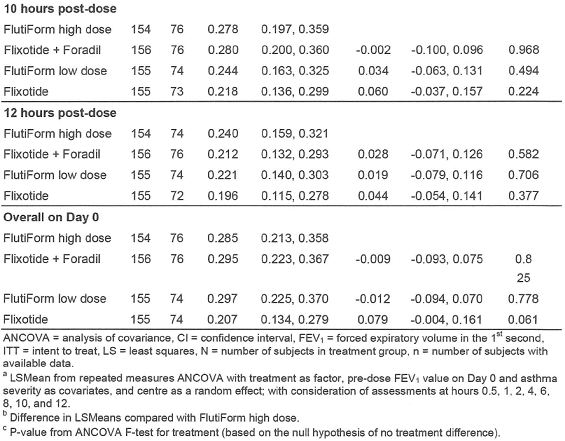 10 hours post-dose
FlutiForm high dose 154 76 0.278 0.197, 0.359
Flixotide + Foradil 156 76 0.280 0.200, 0.360 -0.002 -0.100, 0.096 0.968
FlutiForm low dose 155 74 0.244 0.163, 0.325 0.034 -0.063, 0.131 0.494
Flixotide 155 73 0.218 0.136, 0.299 0.060 -0.037, 0.157 0.224
12 hours post-dose
FlutiForm high dose 154 74 0.240 0.159, 0.321
Flixotide + Foradil 156 76 0.212 0.132, 0.293 0.028 -0.071, 0.126 0.582
FlutiForm low dose 155 74 0.221 0.140, 0.303 0.019 -0.079, 0.116 0.706
Flixotide 155 72 0.196 0.115, 0.278 0.044 -0.054, 0.141 0.377
Overall on Day 0
FlutiForm high dose 154 76 0.285 0.213, 0.358
Flixotide + Foradil 156 76 0.295 0.223, 0.367 -0.009 -0.093, 0.075 0.8
25
FlutiForm low dose 155 74 0.297 0.225, 0.370 -0.012 -0.094, 0.070 0.778
Flixotide 155 74 0.207 0.134, 0.279 0.079 -0.004, 0.161 0.061
ANCOVA = analysis of covariance, CI = confidence interval, FEV₁ = forced expiratory volume in the 1ˢᵗ second,
ITT = intent to treat, LS = least squares, N = number of subjects in treatment group, n = number of subjects with
available data.
ᵃ LSMean from repeated measures ANCOVA with treatment as factor, pre-dose FEV₁ value on Day 0 and asthma
severity as covariates, and centre as a random effect; with consideration of assessments at hours 0.5, 1, 2, 4, 6,
8, 10, and 12.
ᵇ Difference in LSMeans compared with FlutiForm high dose.
ᶜ P-value from ANCOVA F-test for treatment (based on the null hypothesis of no treatment difference).